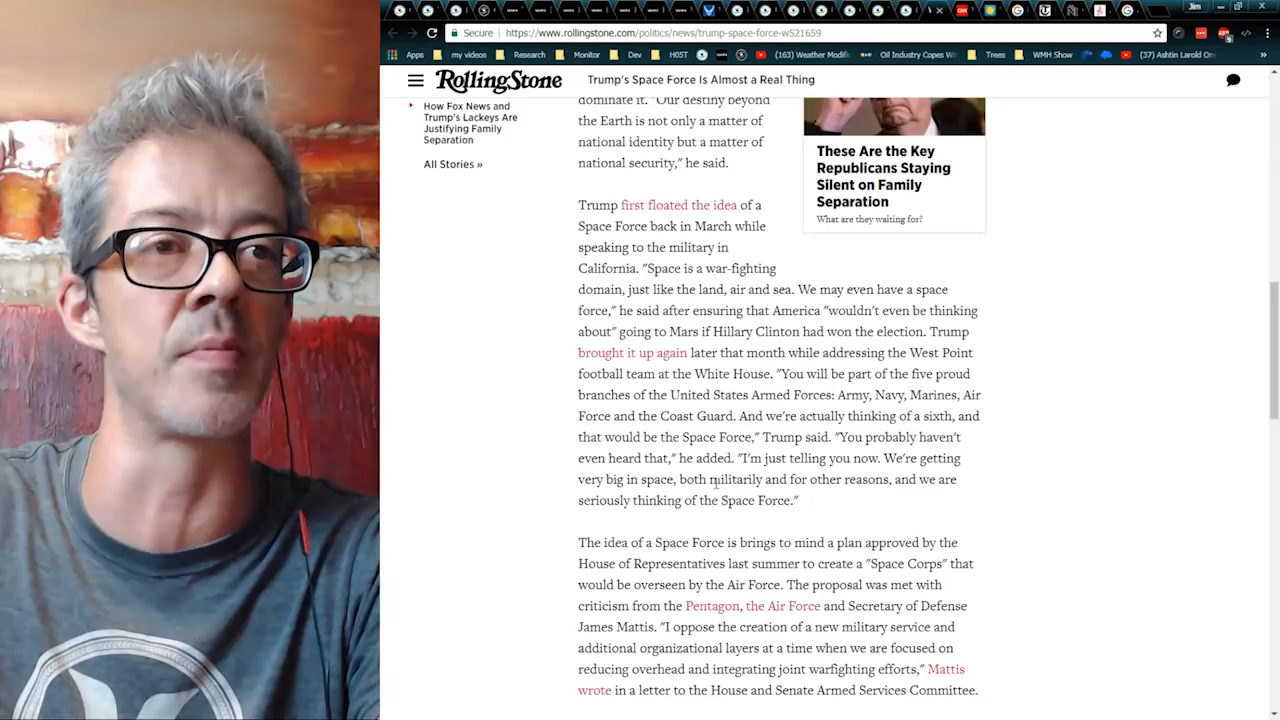 Jim
Secure
https://www.rollingstone.com/politics/news/trump-space-force-w521659
Apps
my videos
Research
Monitor
Dev
H05T
(163) Weather Modific
Oil Industry Copes W
Trees
WMH Show
(37) Ashtin Larold On
RollingStone
Trump's Space Force Is Almost a Real Thing
How Fox News and
Trump's Lackeys Are
Justifying Family
Separation
All Stories »
dominate it. "Our destiny beyond
the Earth is not only a matter of
national identity but a matter of
national security," he said.
These Are the Key
Republicans Staying
Silent on Family
Separation
What are they waiting for?
Trump first floated the idea of a
Space Force back in March while
speaking to the military in
California. "Space is a war-fighting
domain, just like the land, air and sea. We may even have a space
force," he said after ensuring that America "wouldn't even be thinking
about" going to Mars if Hillary Clinton had won the election. Trump
brought it up again later that month while addressing the West Point
football team at the White House. "You will be part of the five proud
branches of the United States Armed Forces: Army, Navy, Marines, Air
Force and the Coast Guard. And we're actually thinking of a sixth, and
that would be the Space Force," Trump said. "You probably haven't
even heard that," he added. "I'm just telling you now. We're getting
very big in space, both militarily and for other reasons, and we are
seriously thinking of the Space Force."
The idea of a Space Force is brings to mind a plan approved by the
House of Representatives last summer to create a "Space Corps" that
would be overseen by the Air Force. The proposal was met with
criticism from the Pentagon, the Air Force and Secretary of Defense
James Mattis. "I oppose the creation of a new military service and
additional organizational layers at a time when we are focused on
reducing overhead and integrating joint warfighting efforts," Mattis
wrote in a letter to the House and Senate Armed Services Committee.